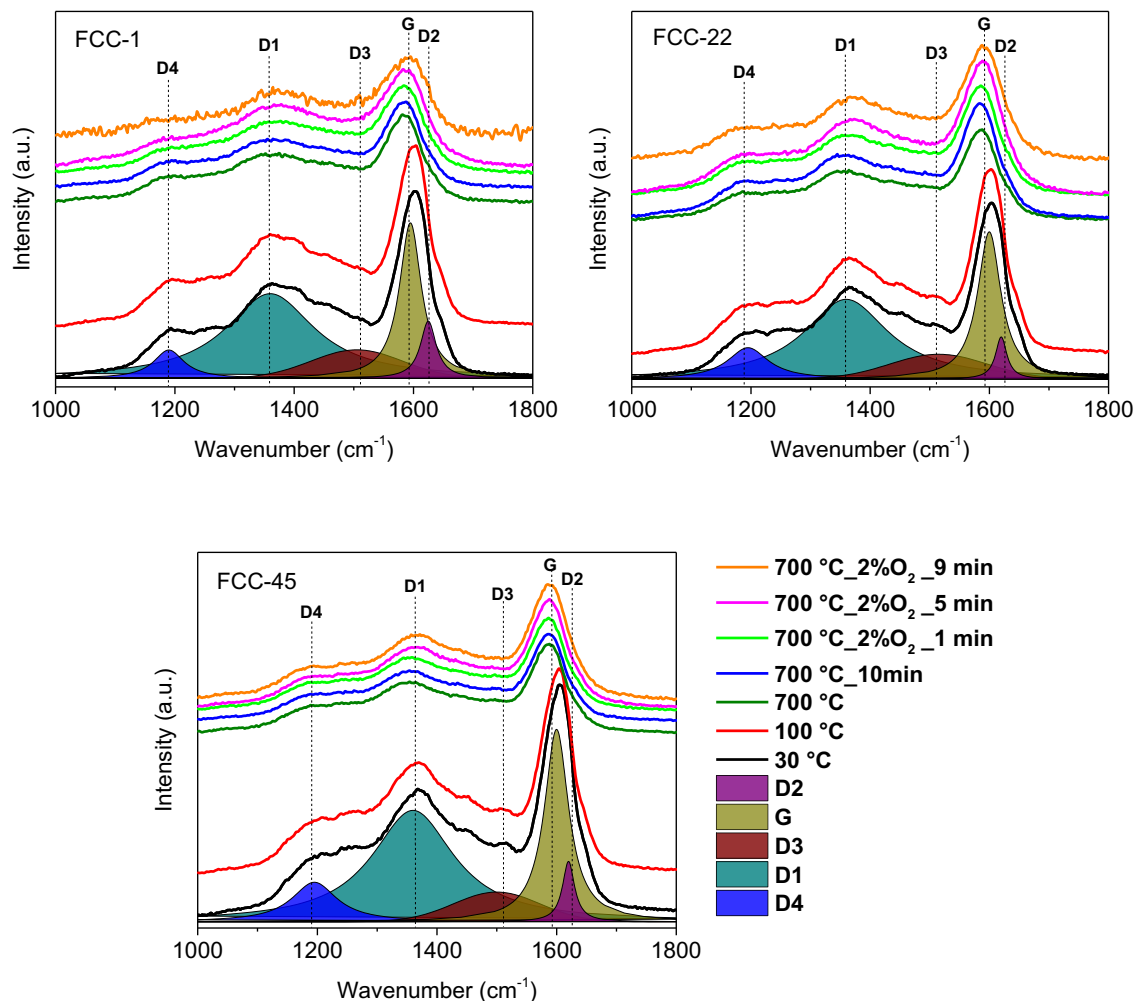 FCC-1
D4
D1
D3
G
D2
Intensity (a.u.)
1000 1200 1400 1600 1800
Wavenumber (cm⁻¹)
FCC-22
D4
D1
D3
G
D2
Intensity (a.u.)
1000 1200 1400 1600 1800
Wavenumber (cm⁻¹)
FCC-45
D4
D1
D3
G
D2
Intensity (a.u.)
1000 1200 1400 1600 1800
Wavenumber (cm⁻¹)
700 °C_2%O₂_9 min
700 °C_2%O₂_5 min
700 °C_2%O₂_1 min
700 °C_10min
700 °C
100 °C
30 °C
D2
G
D3
D1
D4